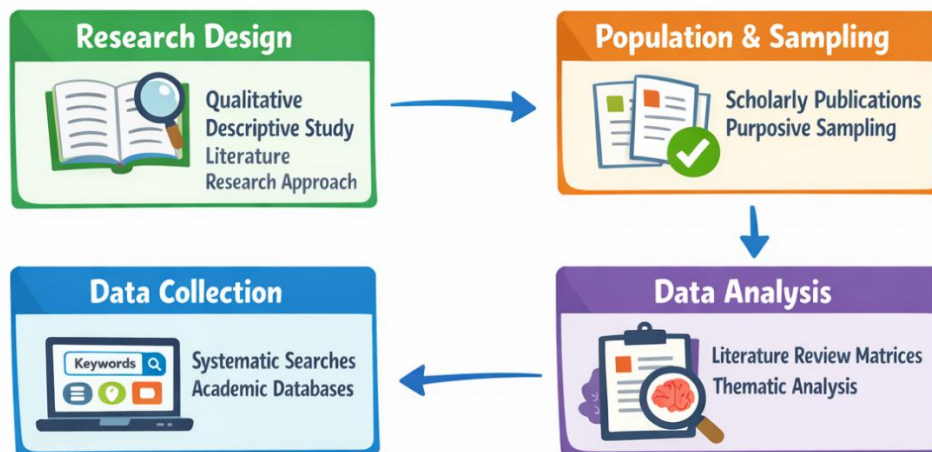 Research Design
Qualitative
Descriptive Study
Literature
Research Approach
Population & Sampling
Scholarly Publications
Purposive Sampling
Data Collection
Keywords
Systematic Searches
Academic Databases
Data Analysis
Literature Review Matrices
Thematic Analysis